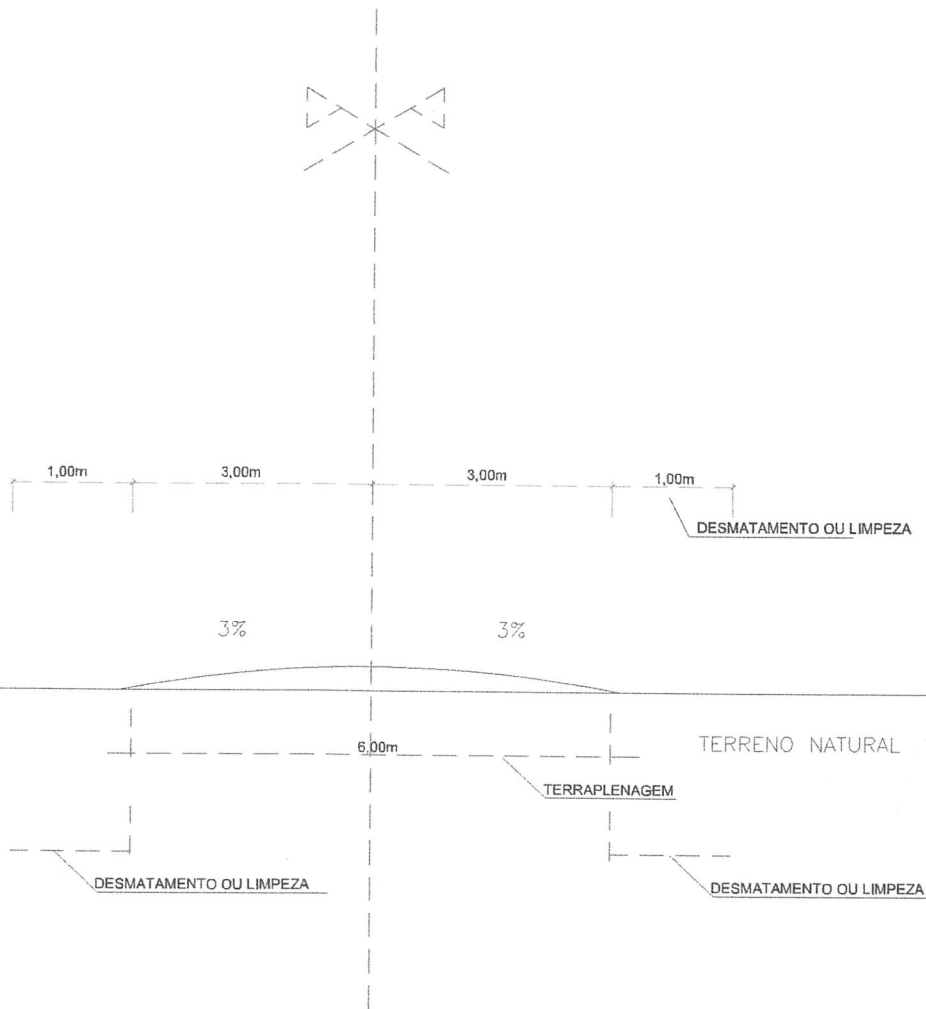 1,00m
3,00m
3,00m
1,00m
DESMATAMENTO OU LIMPEZA
3%
3%
6,00m
TERRENO NATURAL
TERRAPLENAGEM
DESMATAMENTO OU LIMPEZA
DESMATAMENTO OU LIMPEZA